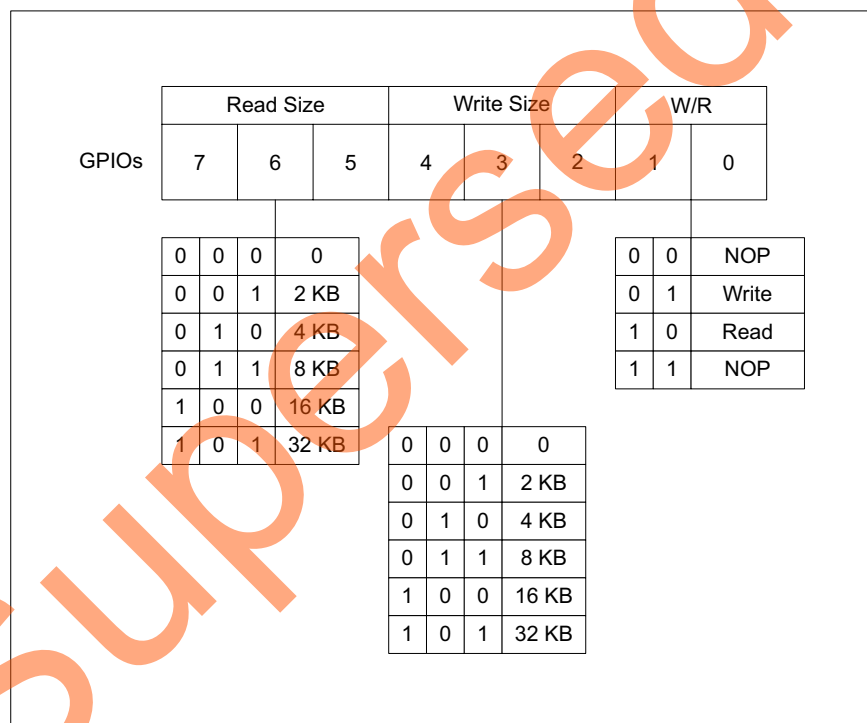 Read Size Write Size W/R
GPIOs 7 6 5 4 3 2 1 0
0 0 0 0
0 0 1 2 KB
0 1 0 4 KB
0 1 1 8 KB
1 0 0 16 KB
1 0 1 32 KB
0 0 NOP
0 1 Write
1 0 Read
1 1 NOP
0 0 0 0
0 0 1 2 KB
0 1 0 4 KB
0 1 1 8 KB
1 0 0 16 KB
1 0 1 32 KB
Supersed